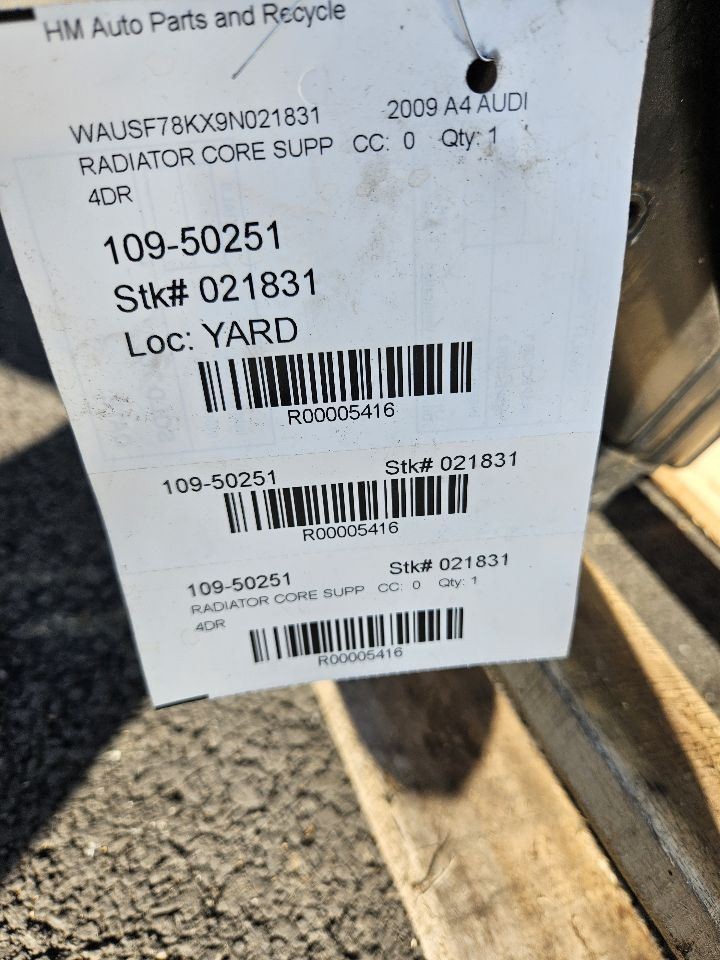 HM Auto Parts and Recycle
WAUSF78KX9N021831 2009 A4 AUDI
RADIATOR CORE SUPP CC: 0 Qty: 1
4DR
109-50251
Stk# 021831
Loc: YARD
R00005416
109-50251 Stk# 021831
R00005416
109-50251 Stk# 021831
RADIATOR CORE SUPP CC: 0 Qty: 1
4DR
R00005416